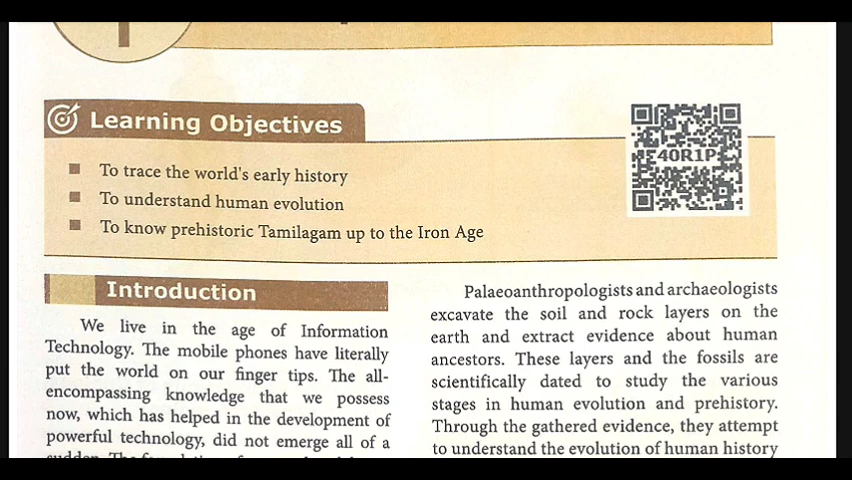 Learning Objectives
40R1P
To trace the world's early history
To understand human evolution
To know prehistoric Tamilagam up to the Iron Age
Introduction
We live in the age of Information
Technology. The mobile phones have literally
put the world on our finger tips. The all-
encompassing knowledge that we possess
now, which has helped in the development of
powerful technology, did not emerge all of a
Palaeoanthropologists and archaeologists
excavate the soil and rock layers on the
earth and extract evidence about human
ancestors. These layers and the fossils are
scientifically dated to study the various
stages in human evolution and prehistory.
Through the gathered evidence, they attempt
to understand the evolution of human history